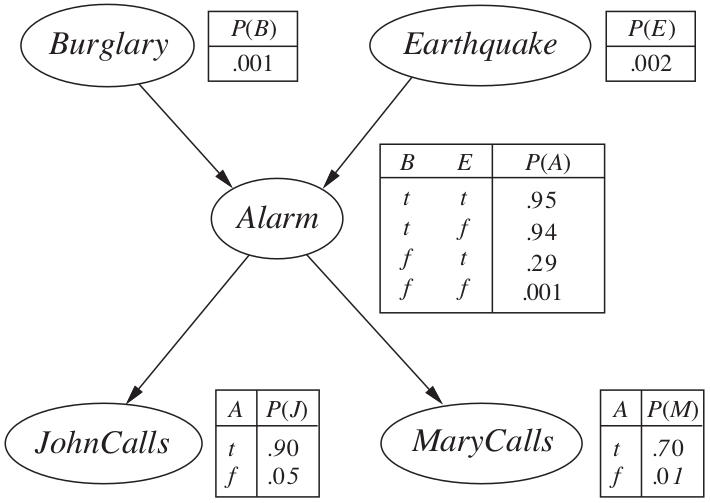 Burglary
P(B)
.001
Earthquake
P(E)
.002
Alarm
B E P(A)
t t .95
t f .94
f t .29
f f .001
JohnCalls
A P(J)
t .90
f .05
MaryCalls
A P(M)
t .70
f .01